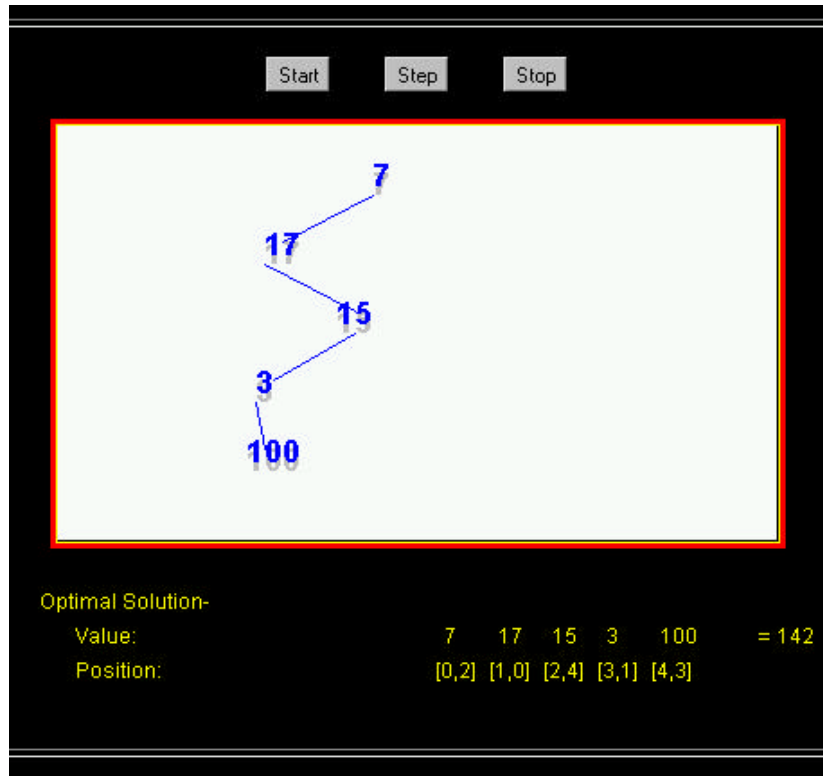 Start Step Stop
7
17
15
3
100
Optimal Solution-
Value: 7 17 15 3 100 = 142
Position: [0,2] [1,0] [2,4] [3,1] [4,3]